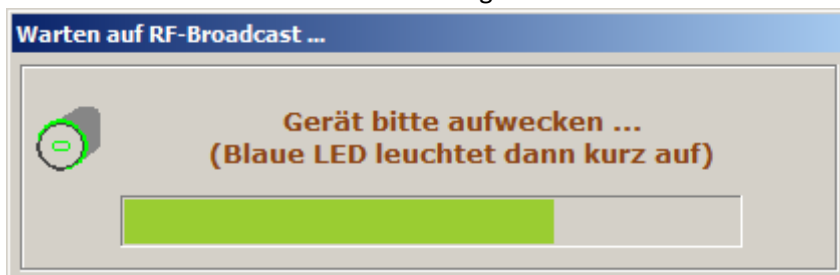 Warten auf RF-Broadcast ...
Gerät bitte aufwecken ...
(Blaue LED leuchtet dann kurz auf)